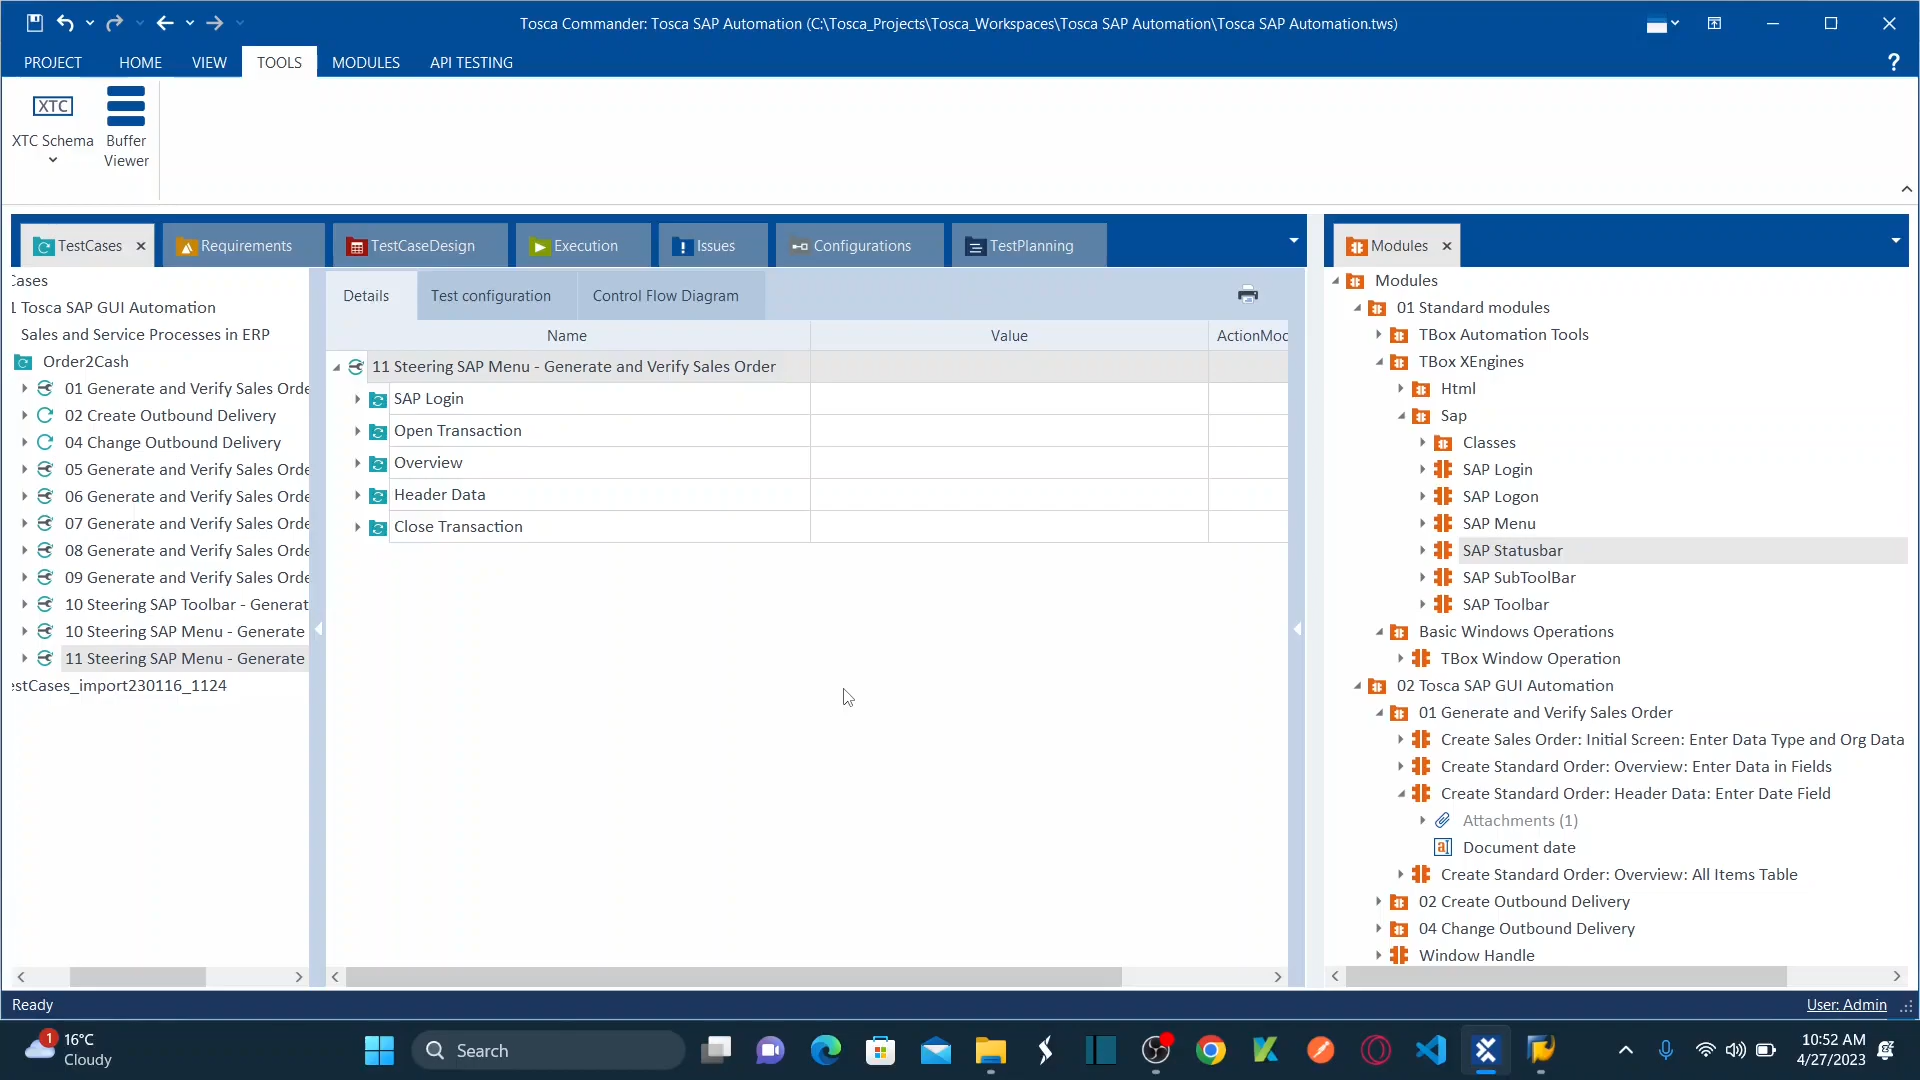 Tosca Commander: Tosca SAP Automation (C:\Tosca_Projects\Tosca_Workspaces\Tosca SAP Automation\Tosca SAP Automation.tws)
PROJECT HOME VIEW TOOLS MODULES API TESTING ?
XTC
XTC Schema
Buffer Viewer
TestCases Requirements TestCaseDesign Execution Issues Configurations TestPlanning
Cases
1 Tosca SAP GUI Automation
Sales and Service Processes in ERP
Order2Cash
01 Generate and Verify Sales Orde
02 Create Outbound Delivery
04 Change Outbound Delivery
05 Generate and Verify Sales Orde
06 Generate and Verify Sales Orde
07 Generate and Verify Sales Orde
08 Generate and Verify Sales Orde
09 Generate and Verify Sales Orde
10 Steering SAP Toolbar - Generat
10 Steering SAP Menu - Generate
11 Steering SAP Menu - Generate
estCases_import230116_1124
Details Test configuration Control Flow Diagram
Name Value ActionMod
11 Steering SAP Menu - Generate and Verify Sales Order
SAP Login
Open Transaction
Overview
Header Data
Close Transaction
Modules
Modules
01 Standard modules
TBox Automation Tools
TBox XEngines
Html
Sap
Classes
SAP Login
SAP Logon
SAP Menu
SAP Statusbar
SAP SubToolBar
SAP Toolbar
Basic Windows Operations
TBox Window Operation
02 Tosca SAP GUI Automation
01 Generate and Verify Sales Order
Create Sales Order: Initial Screen: Enter Data Type and Org Data
Create Standard Order: Overview: Enter Data in Fields
Create Standard Order: Header Data: Enter Date Field
Attachments (1)
Document date
Create Standard Order: Overview: All Items Table
02 Create Outbound Delivery
04 Change Outbound Delivery
Window Handle
Ready User: Admin
1
16°C
Cloudy
Search
10:52 AM
4/27/2023